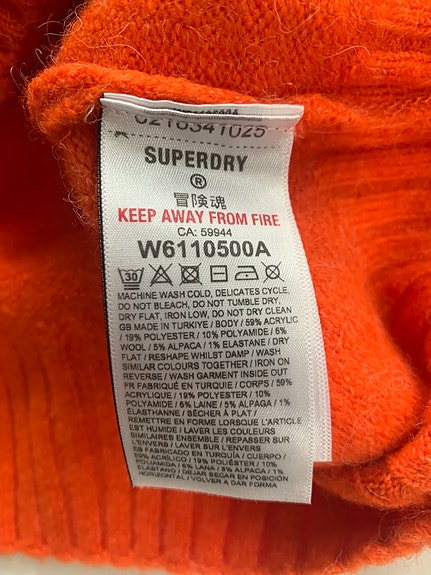 0216341025
SUPERDRY
®
冒険魂
KEEP AWAY FROM FIRE
CA: 59944
W6110500A
30
MACHINE WASH COLD, DELICATES CYCLE,
DO NOT BLEACH, DO NOT TUMBLE DRY.
DRY FLAT, IRON LOW, DO NOT DRY CLEAN
GB MADE IN TURKIYE / BODY / 59% ACRYLIC
/ 19% POLYESTER / 10% POLYAMIDE / 6%
WOOL / 5% ALPACA / 1% ELASTANE / DRY
FLAT / RESHAPE WHILST DAMP / WASH
SIMILAR COLOURS TOGETHER / IRON ON
REVERSE / WASH GARMENT INSIDE OUT
FR FABRIQUÉ EN TURQUIE / CORPS / 59%
ACRYLIQUE / 19% POLYESTER / 10%
POLYAMIDE / 6% LAINE / 5% ALPAGA / 1%
ÉLASTHANNE / SÉCHER À PLAT /
REMETTRE EN FORME LORSQUE L'ARTICLE
EST HUMIDE / LAVER LES COULEURS
SIMILAIRES ENSEMBLE / REPASSER SUR
L'ENVERS / LAVER SUR L'ENVERS
ES FABRICADO EN TURQUÍA / CUERPO /
59% ACRÍLICO / 19% POLIÉSTER / 10%
POLIAMIDA / 6% LANA / 5% ALPACA / 1%
ELASTANO / DEJAR SECAR EN POSICIÓN
HORIZONTAL / VOLVER A DAR FORMA